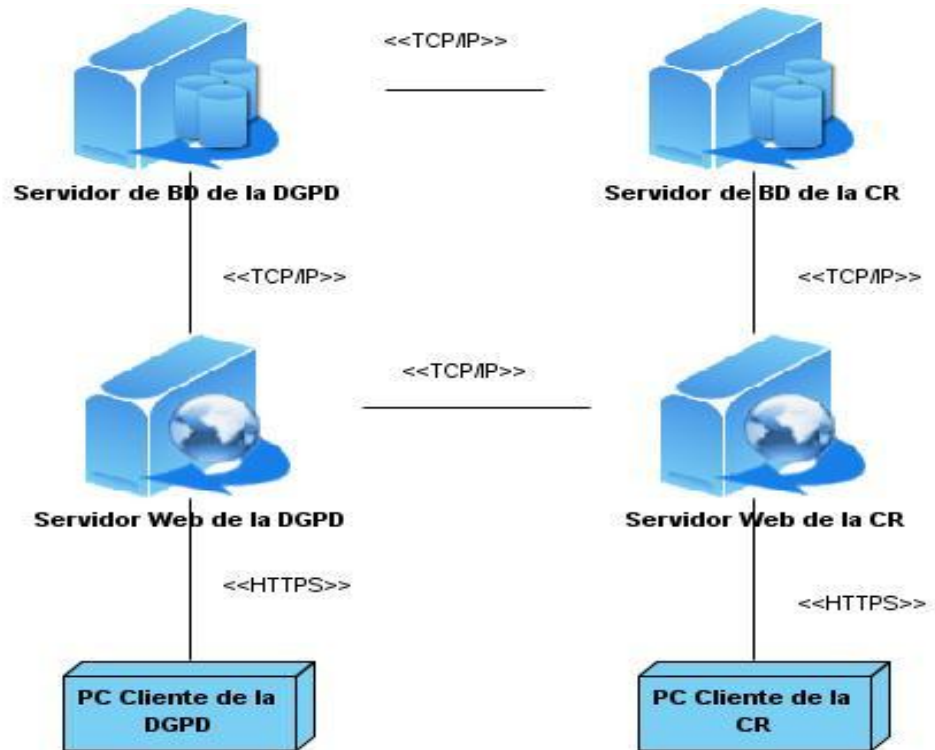 <<TCP/IP>>
Servidor de BD de la DGPD
Servidor de BD de la CR
<<TCP/IP>>
<<TCP/IP>>
<<TCP/IP>>
Servidor Web de la DGPD
Servidor Web de la CR
<<HTTPS>>
<<HTTPS>>
PC Cliente de la
DGPD
PC Cliente de la
CR